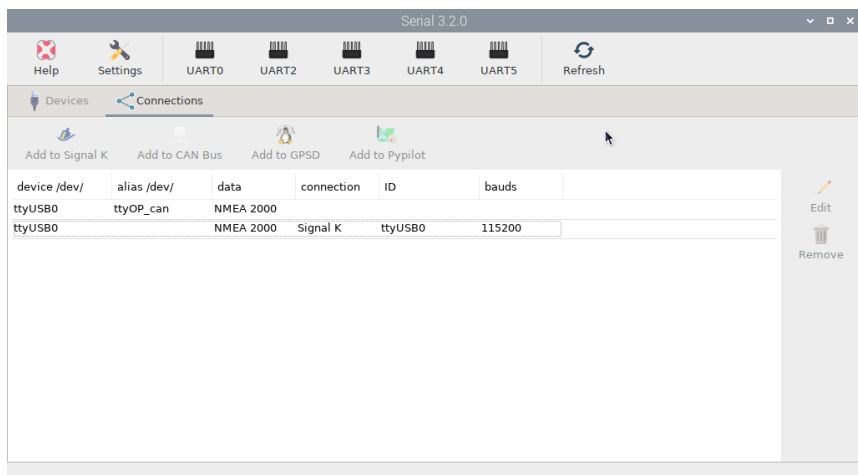 Serial 3.2.0
Help Settings UART0 UART2 UART3 UART4 UART5 Refresh
Devices Connections
Add to Signal K Add to CAN Bus Add to GPSD Add to Pypilot
device /dev/ alias /dev/ data connection ID bauds
ttyUSB0 ttyOP_can NMEA 2000
ttyUSB0 NMEA 2000 Signal K ttyUSB0 115200
Edit
Remove